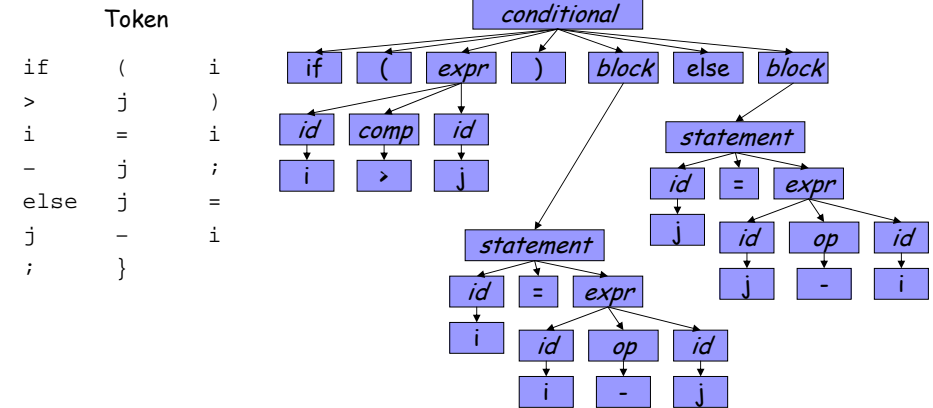 Token
if ( i
> j )
i = i
– j ;
else j =
j – i
; }
conditional
if ( expr ) block else block
id comp id
i > j
statement
id = expr
j
id op id
j - i
statement
id = expr
i
id op id
i - j